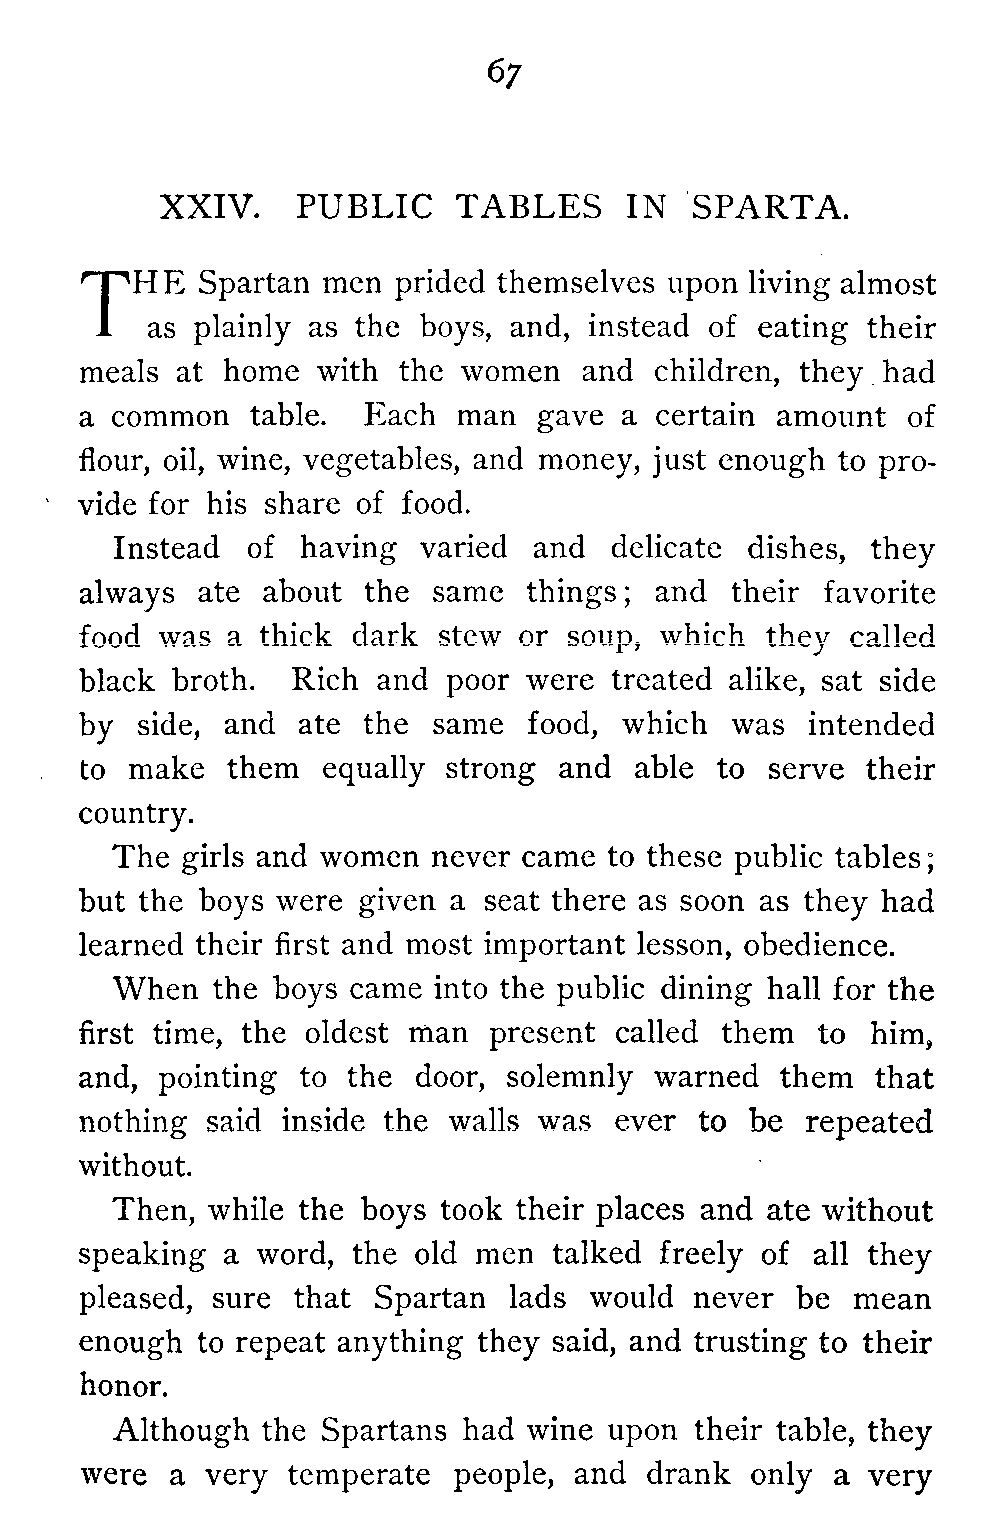 67
XXIV. PUBLIC TABLES IN SPARTA.
THE Spartan men prided themselves upon living almost
as plainly as the boys, and, instead of eating their
meals at home with the women and children, they had
a common table. Each man gave a certain amount of
flour, oil, wine, vegetables, and money, just enough to pro-
vide for his share of food.
Instead of having varied and delicate dishes, they
always ate about the same things; and their favorite
food was a thick dark stew or soup, which they called
black broth. Rich and poor were treated alike, sat side
by side, and ate the same food, which was intended
to make them equally strong and able to serve their
country.
The girls and women never came to these public tables;
but the boys were given a seat there as soon as they had
learned their first and most important lesson, obedience.
When the boys came into the public dining hall for the
first time, the oldest man present called them to him,
and, pointing to the door, solemnly warned them that
nothing said inside the walls was ever to be repeated
without.
Then, while the boys took their places and ate without
speaking a word, the old men talked freely of all they
pleased, sure that Spartan lads would never be mean
enough to repeat anything they said, and trusting to their
honor.
Although the Spartans had wine upon their table, they
were a very temperate people, and drank only a very